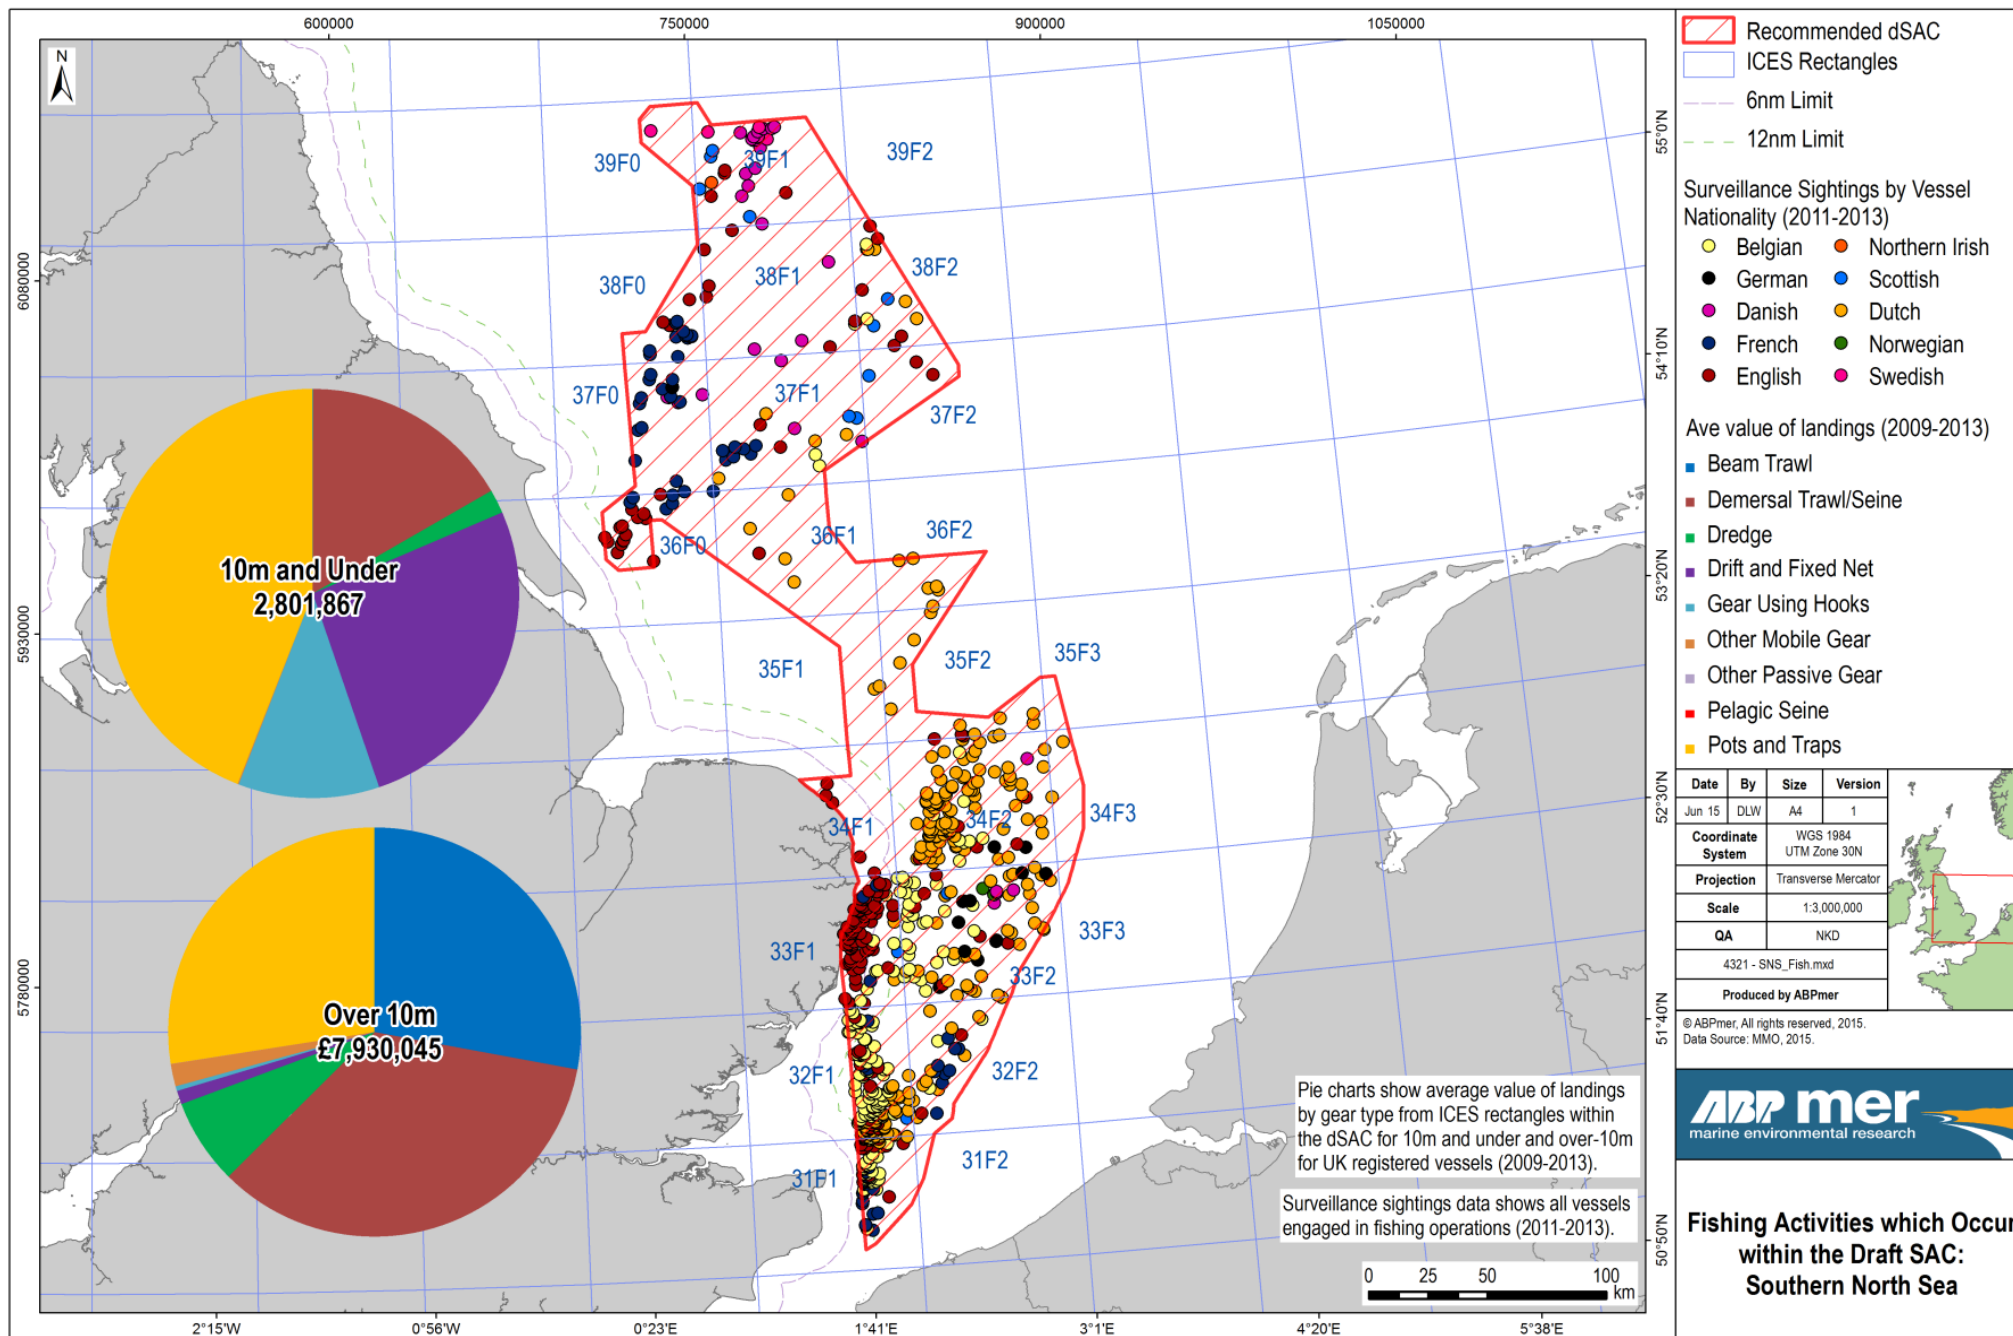 600000
750000
900000
1050000
N
6080000
5930000
5780000
55°0'N
54°10'N
53°20'N
52°30'N
51°40'N
50°50'N
2°15'W
0°56'W
0°23'E
1°41'E
3°1'E
4°20'E
5°38'E
39F0
39F1
39F2
38F0
38F1
38F2
37F0
37F1
37F2
36F0
36F1
36F2
35F1
35F2
35F3
34F1
34F2
34F3
33F1
33F2
33F3
32F1
32F2
31F1
31F2
10m and Under
2,801,867
Over 10m
£7,930,045
Pie charts show average value of landings
by gear type from ICES rectangles within
the dSAC for 10m and under and over-10m
for UK registered vessels (2009-2013).
Surveillance sightings data shows all vessels
engaged in fishing operations (2011-2013).
0 25 50 100
km
Recommended dSAC
ICES Rectangles
6nm Limit
12nm Limit
Surveillance Sightings by Vessel
Nationality (2011-2013)
Belgian Northern Irish
German Scottish
Danish Dutch
French Norwegian
English Swedish
Ave value of landings (2009-2013)
Beam Trawl
Demersal Trawl/Seine
Dredge
Drift and Fixed Net
Gear Using Hooks
Other Mobile Gear
Other Passive Gear
Pelagic Seine
Pots and Traps
Date By Size Version
Jun 15 DLW A4 1
Coordinate System WGS 1984 UTM Zone 30N
Projection Transverse Mercator
Scale 1:3,000,000
QA NKD
4321 - SNS_Fish.mxd
Produced by ABPmer
© ABPmer, All rights reserved, 2015.
Data Source: MMO, 2015.
ABP mer
marine environmental research
Fishing Activities which Occur
within the Draft SAC:
Southern North Sea